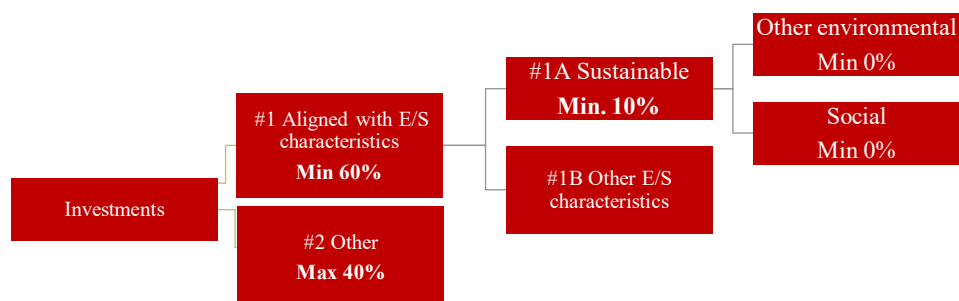 Investments
#1 Aligned with E/S
characteristics
Min 60%
#2 Other
Max 40%
#1A Sustainable
Min. 10%
#1B Other E/S
characteristics
Other environmental
Min 0%
Social
Min 0%